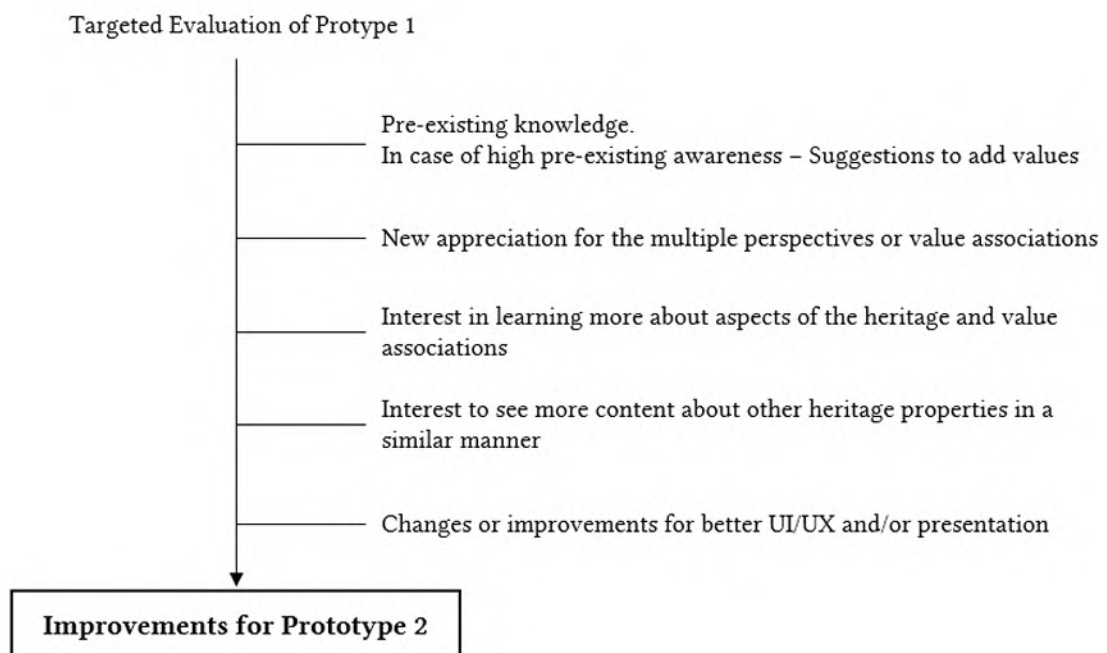 Targeted Evaluation of Protype 1
Pre-existing knowledge.
In case of high pre-existing awareness – Suggestions to add values
New appreciation for the multiple perspectives or value associations
Interest in learning more about aspects of the heritage and value
associations
Interest to see more content about other heritage properties in a
similar manner
Changes or improvements for better UI/UX and/or presentation
Improvements for Prototype 2